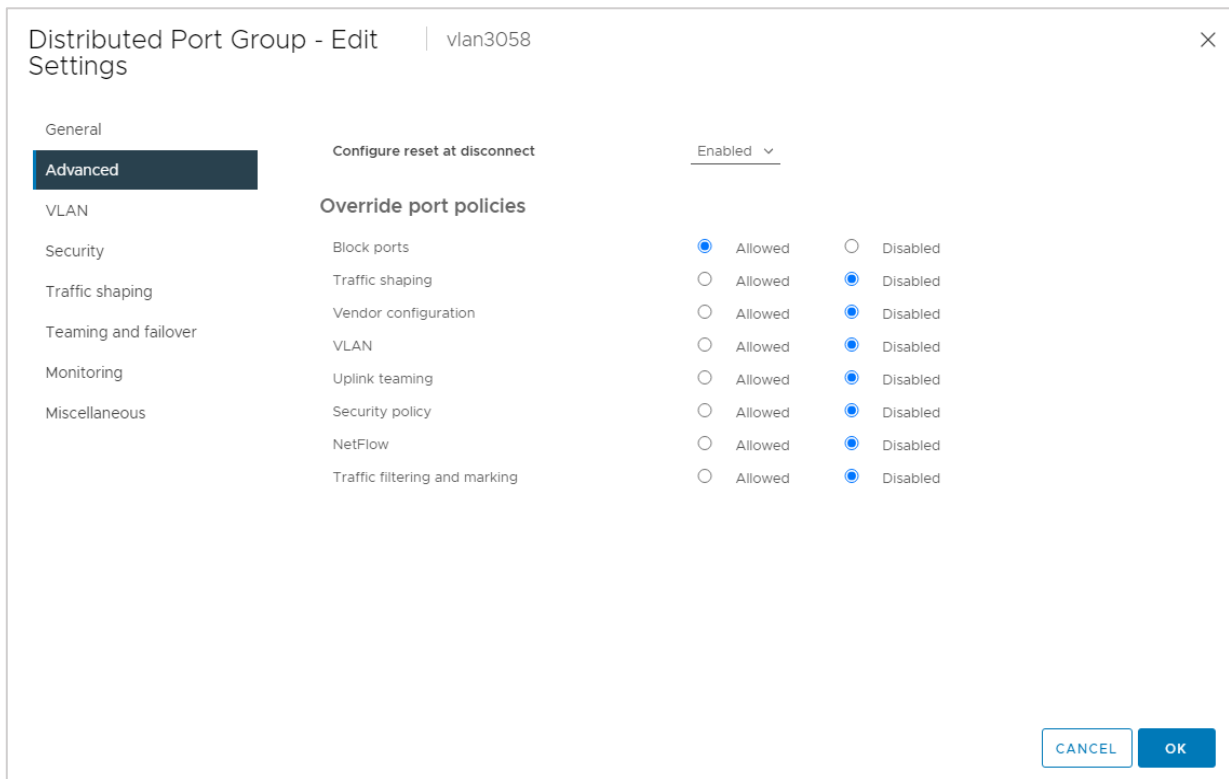 Distributed Port Group - Edit Settings
vlan3058
General
Advanced
VLAN
Security
Traffic shaping
Teaming and failover
Monitoring
Miscellaneous
Configure reset at disconnect Enabled
Override port policies
Block ports Allowed Disabled
Traffic shaping Allowed Disabled
Vendor configuration Allowed Disabled
VLAN Allowed Disabled
Uplink teaming Allowed Disabled
Security policy Allowed Disabled
NetFlow Allowed Disabled
Traffic filtering and marking Allowed Disabled
CANCEL OK